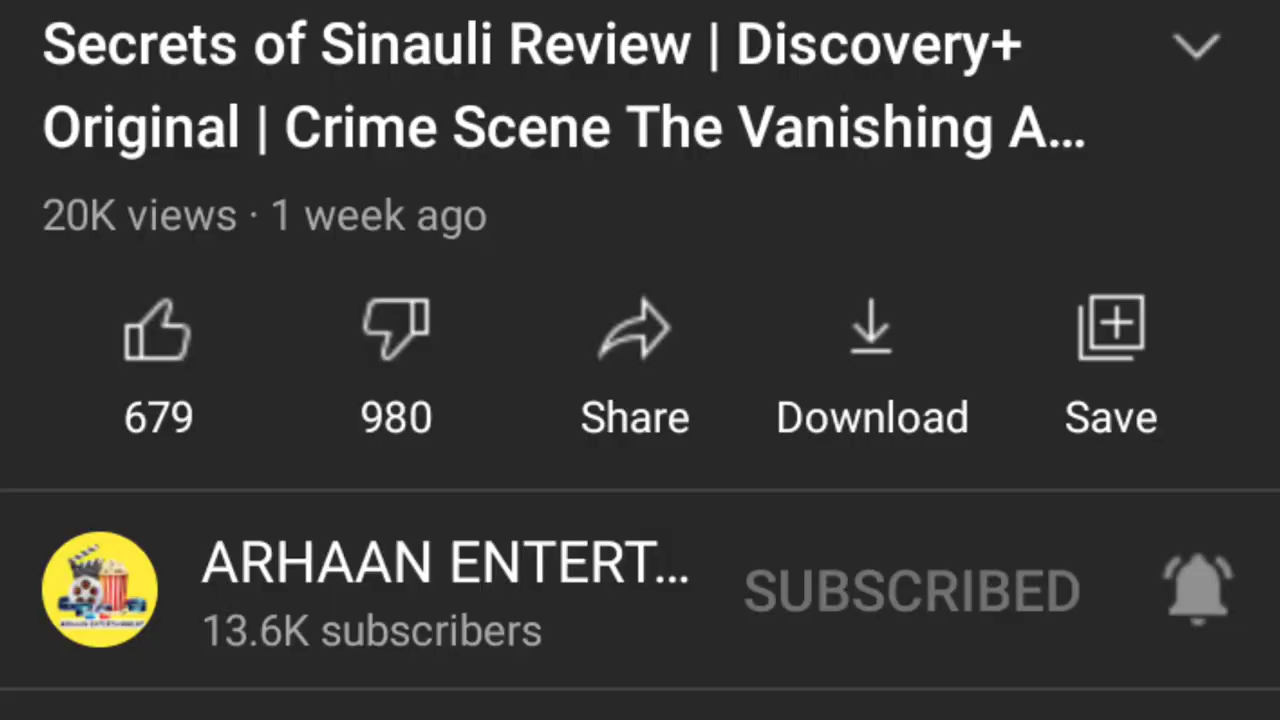 Secrets of Sinauli Review | Discovery+
Original | Crime Scene The Vanishing A...
20K views · 1 week ago
679 980 Share Download Save
ARHAAN ENTERT...
SUBSCRIBED
13.6K subscribers